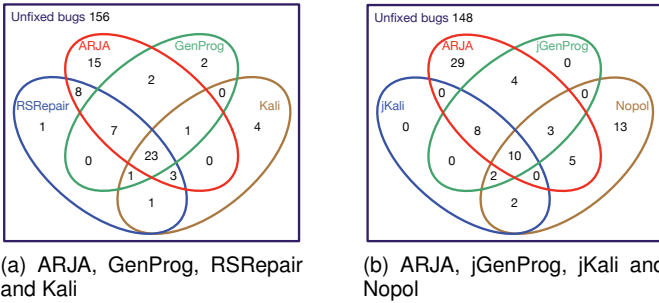 Unfixed bugs 156
ARJA
GenProg
15
2
2
8
0
RSRepair
Kali
1
7
1
4
23
0
0
1
3
1
(a) ARJA, GenProg, RSRepair
and Kali
Unfixed bugs 148
ARJA
jGenProg
29
0
4
0
0
jKali
Nopol
0
8
3
13
10
0
5
2
0
2
(b) ARJA, jGenProg, jKali and
Nopol